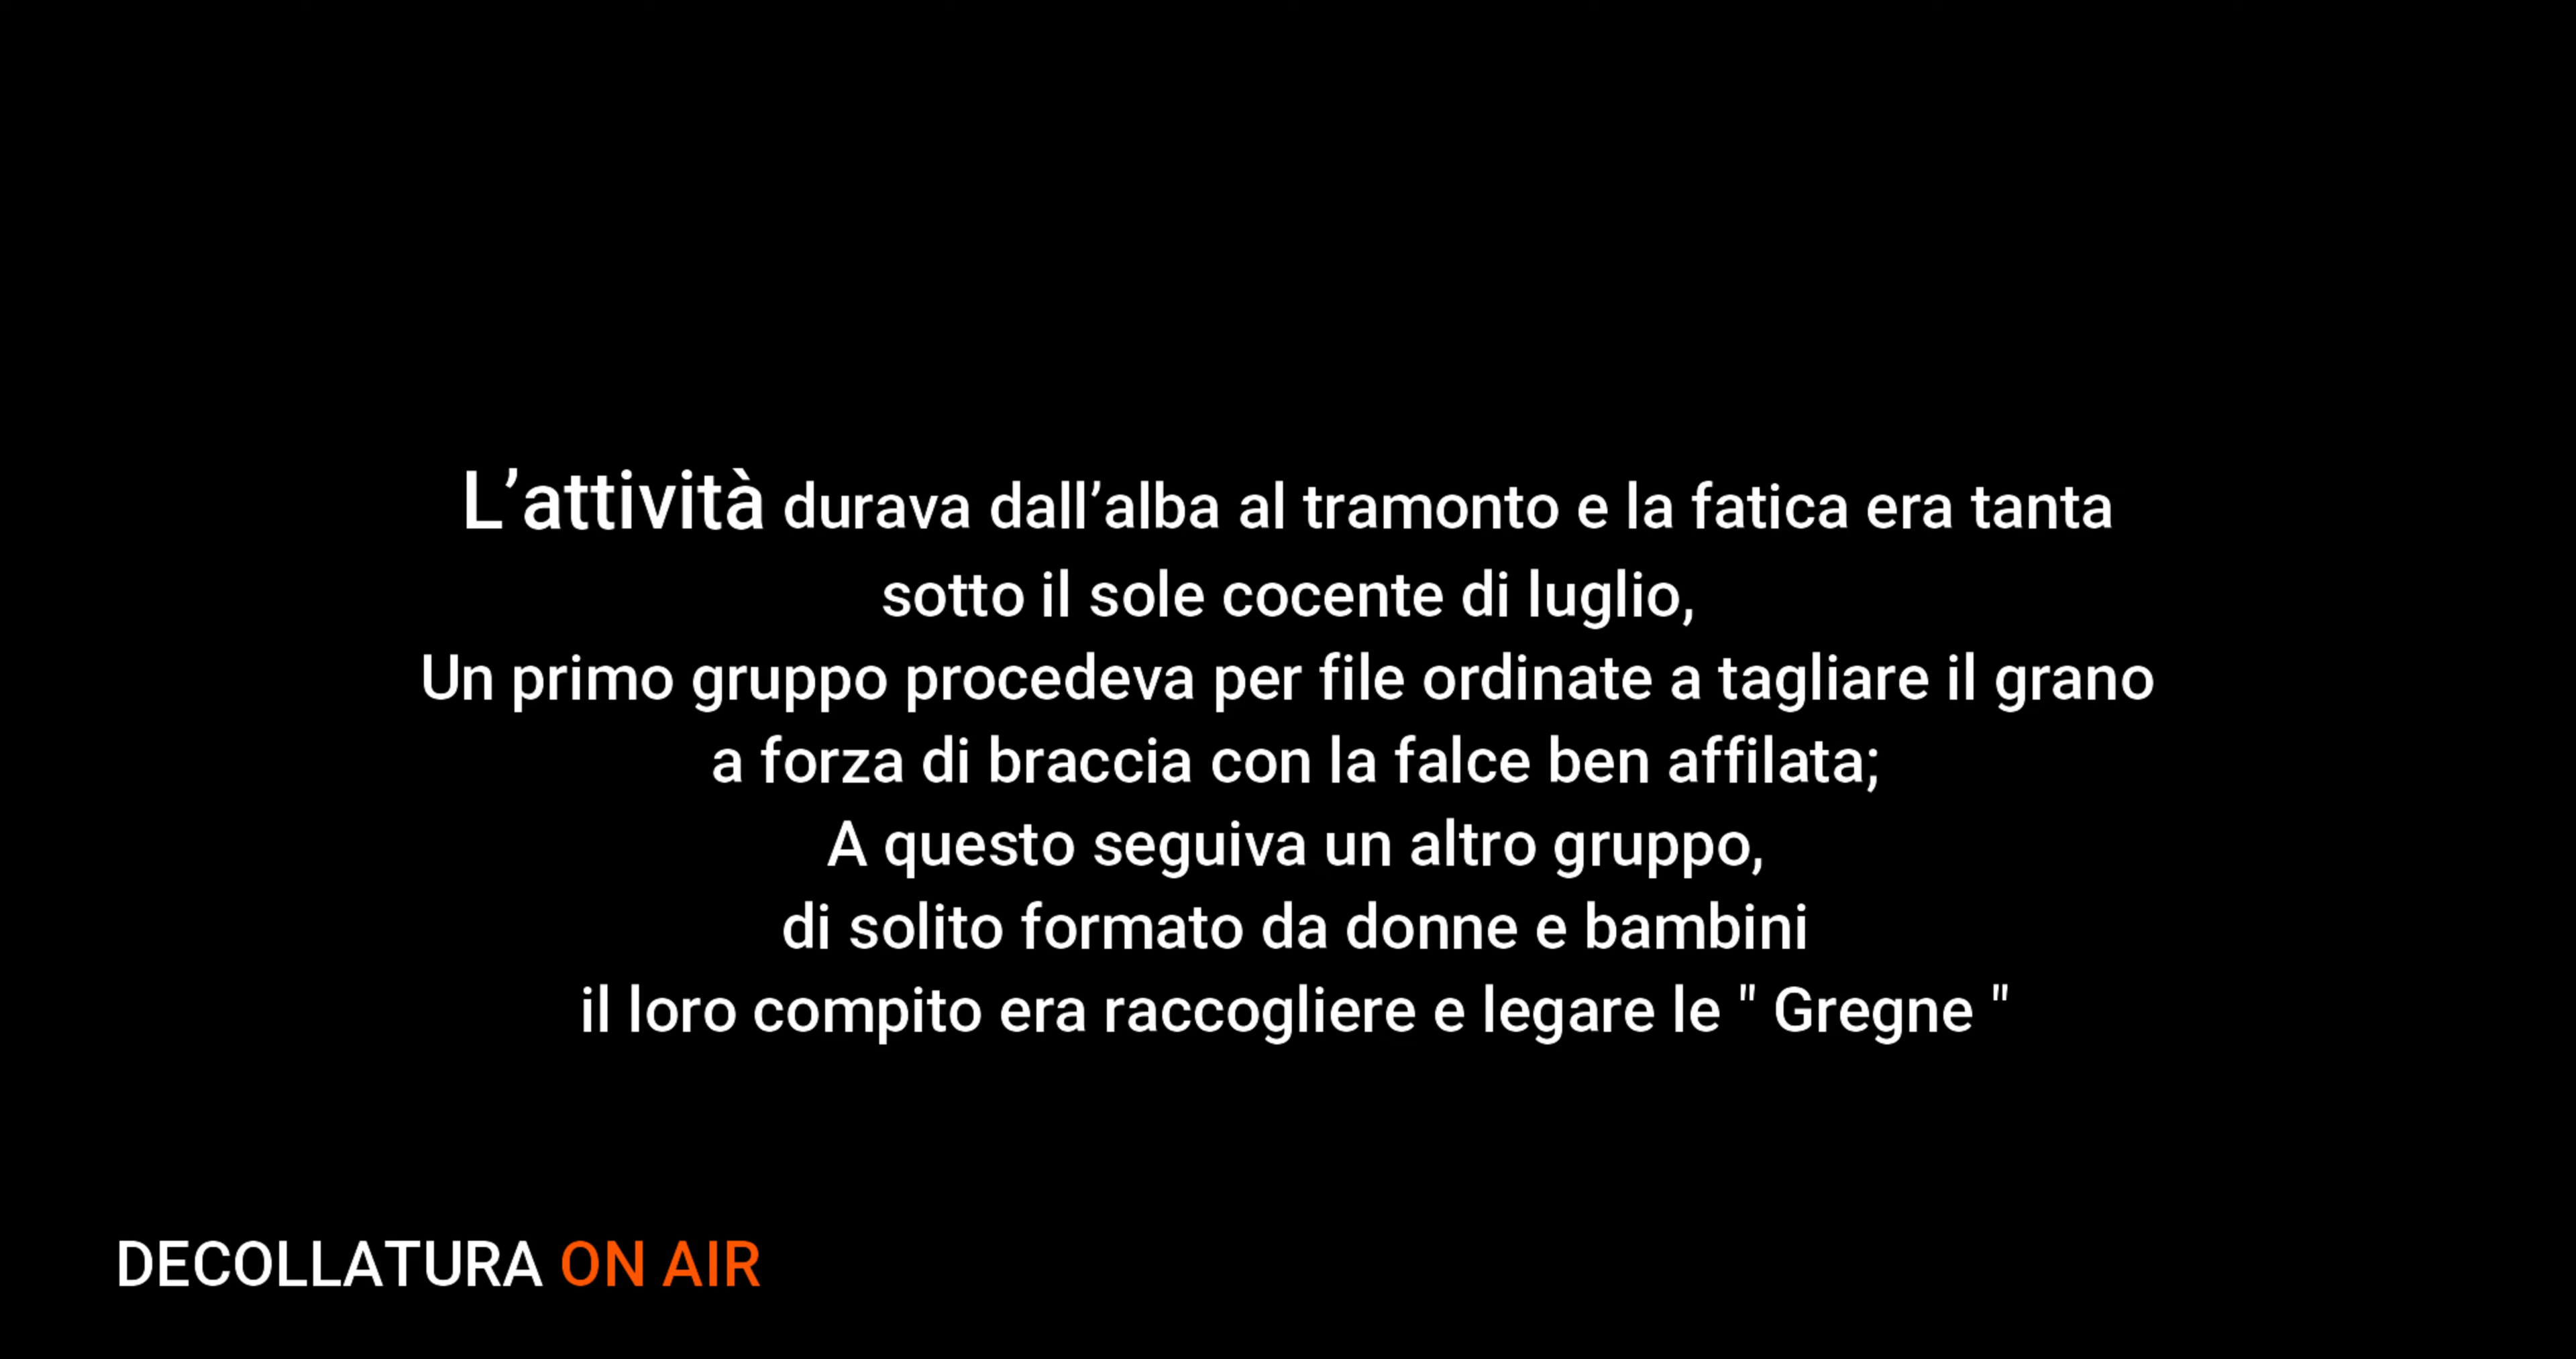 L’attività durava dall’alba al tramonto e la fatica era tanta
sotto il sole cocente di luglio,
Un primo gruppo procedeva per file ordinate a tagliare il grano
a forza di braccia con la falce ben affilata;
A questo seguiva un altro gruppo,
di solito formato da donne e bambini
il loro compito era raccogliere e legare le " Gregne "
DECOLLATURA ON AIR